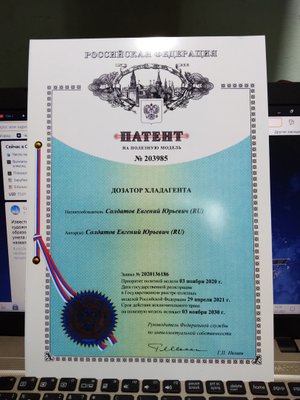 РОССИЙСКАЯ ФЕДЕРАЦИЯ
ПАТЕНТ
НА ПОЛЕЗНУЮ МОДЕЛЬ
№ 203985
ДОЗАТОР ХЛАДАГЕНТА
Патентообладатель: Солдатов Евгений Юрьевич (RU)
Автор(ы): Солдатов Евгений Юрьевич (RU)
Заявка № 2020136186
Приоритет полезной модели 03 ноября 2020 г.
Дата государственной регистрации
в Государственном реестре полезных
моделей Российской Федерации 29 апреля 2021 г.
Срок действия исключительного права
на полезную модель истекает 03 ноября 2030 г.
Руководитель Федеральной службы
по интеллектуальной собственности
Г.П. Ивлиев